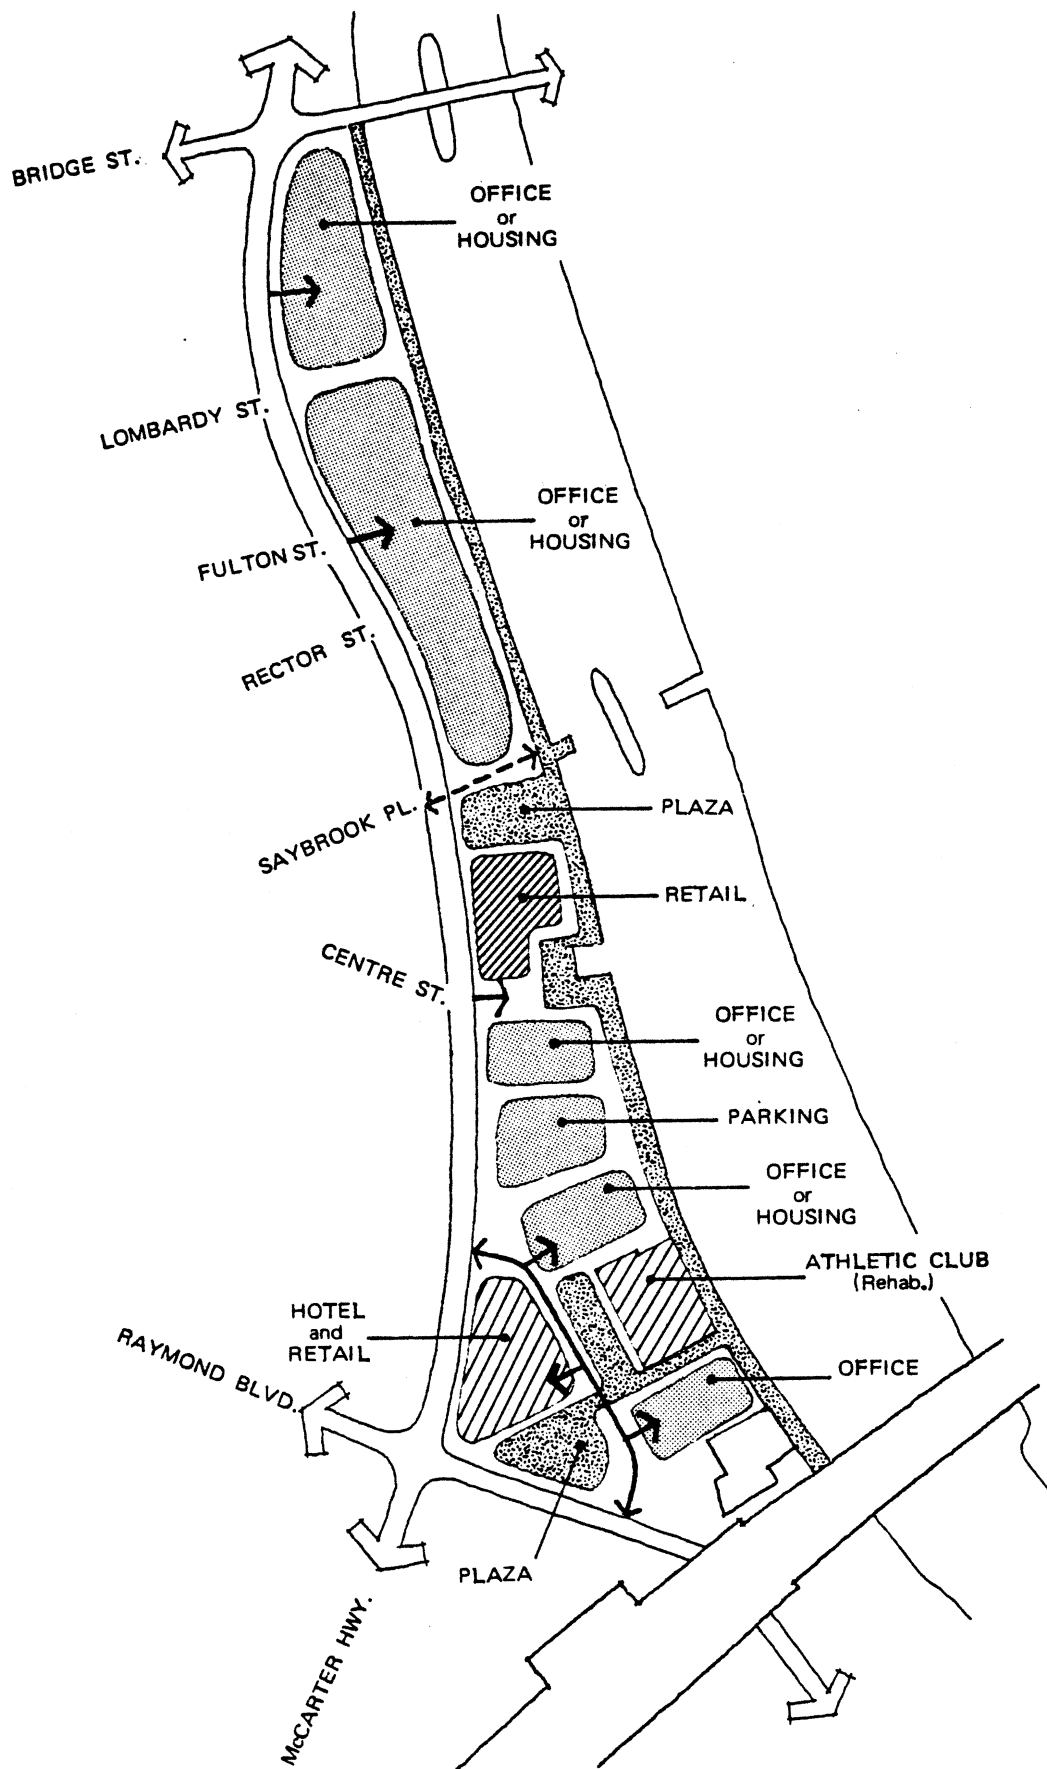 BRIDGE ST.
OFFICE
or
HOUSING
LOMBARDY ST.
OFFICE
or
HOUSING
FULTON ST.
RECTOR ST.
SAYBROOK PL.
PLAZA
RETAIL
CENTRE ST.
OFFICE
or
HOUSING
PARKING
OFFICE
or
HOUSING
ATHLETIC CLUB
(Rehab.)
HOTEL
and
RETAIL
RAYMOND BLVD.
OFFICE
PLAZA
McCARTER HWY.